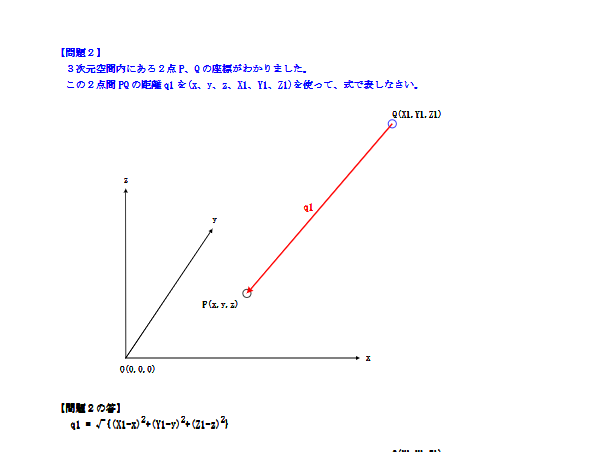 【問題２】
３次元空間内にある２点P、Qの座標がわかりました。
この２点間PQの距離q1を(x、y、z、X1、Y1、Z1)を使って、式で表しなさい。
Q(X1,Y1,Z1)
z
q1
y
P(x,y,z)
x
O(0,0,0)
【問題２の答】
q1 = √{(X1-x)²+(Y1-y)²+(Z1-z)²}